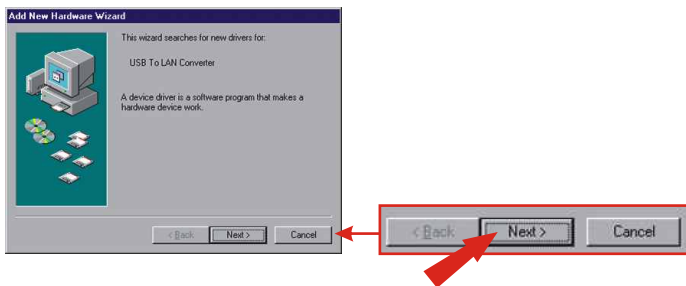 Add New Hardware Wizard
This wizard searches for new drivers for:
USB To LAN Converter
A device driver is a software program that makes a
hardware device work.
< Back Next > Cancel
< Back Next > Cancel